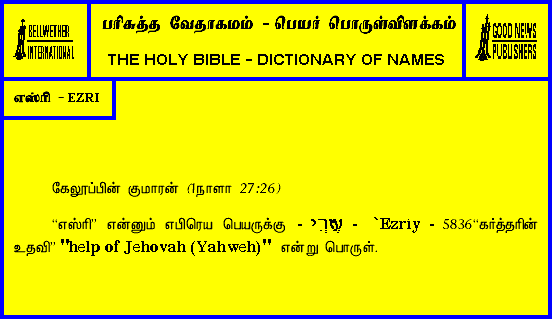 BELLWETHER
INTERNATIONAL
பரிசுத்த வேதாகமம் - பெயர் பொருள்விளக்கம்
THE HOLY BIBLE - DICTIONARY OF NAMES
GOOD NEWS
PUBLISHERS
எஸ்ரி - EZRI
கேலூப்பின் குமாரன் (1நாளா 27:26)
“எஸ்ரி” என்னும் எபிரெய பெயருக்கு - עֶזְרִי - `Ezriy - 5836“கர்த்தரின்
உதவி” "help of Jehovah (Yahweh)" என்று பொருள்.